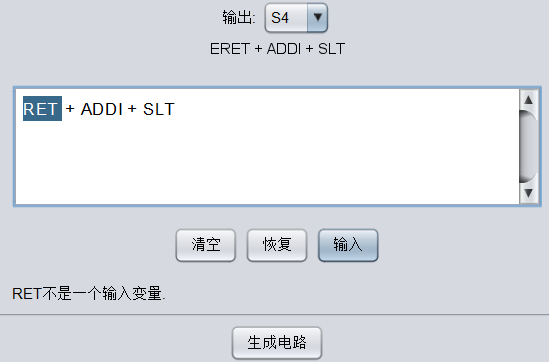 输出: S4
ERET + ADDI + SLT
RET + ADDI + SLT
清空 恢复 输入
RET不是一个输入变量.
生成电路